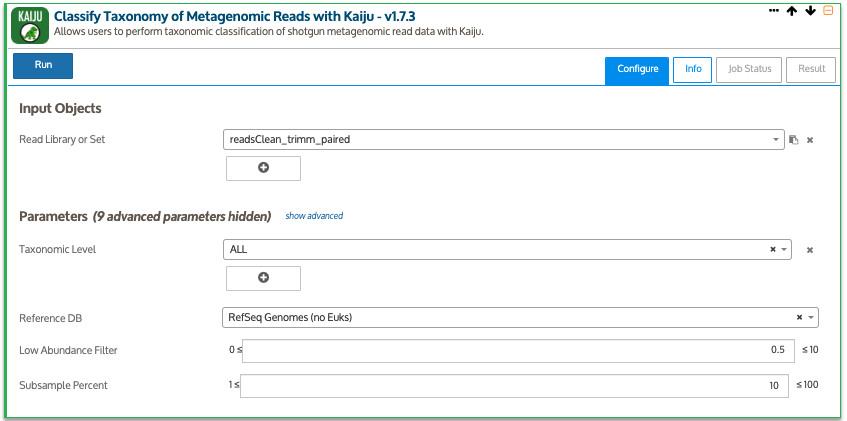 KAIJU
Classify Taxonomy of Metagenomic Reads with Kaiju - v1.7.3
Allows users to perform taxonomic classification of shotgun metagenomic read data with Kaiju.
Run
Configure Info Job Status Result
Input Objects
Read Library or Set readsClean_trimm_paired
Parameters (9 advanced parameters hidden) show advanced
Taxonomic Level ALL
Reference DB RefSeq Genomes (no Euks)
Low Abundance Filter 0 ≤ 0.5 ≤ 10
Subsample Percent 1 ≤ 10 ≤ 100